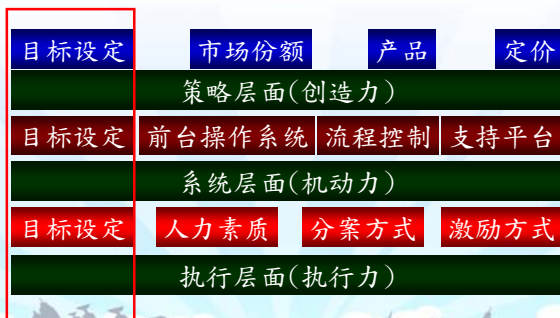 目标设定 市场份额 产品 定价
策略层面(创造力)
目标设定 前台操作系统 流程控制 支持平台
系统层面(机动力)
目标设定 人力素质 分案方式 激励方式
执行层面(执行力)